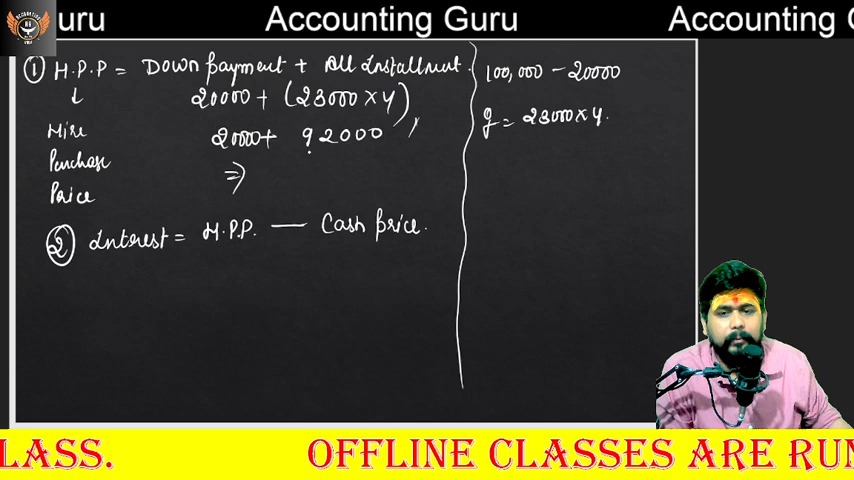 uru
Accounting Guru
Accounting G
① H.P.P = Down payment + All Installment.
↓ 20000 + (23000 × 4)
Hire 20000 + 92000
Purchase ⇒
Price
② Interest = H.P.P. — Cash price.
100,000 – 20000
I = 23000 × 4.
LASS. OFFLINE CLASSES ARE RUN